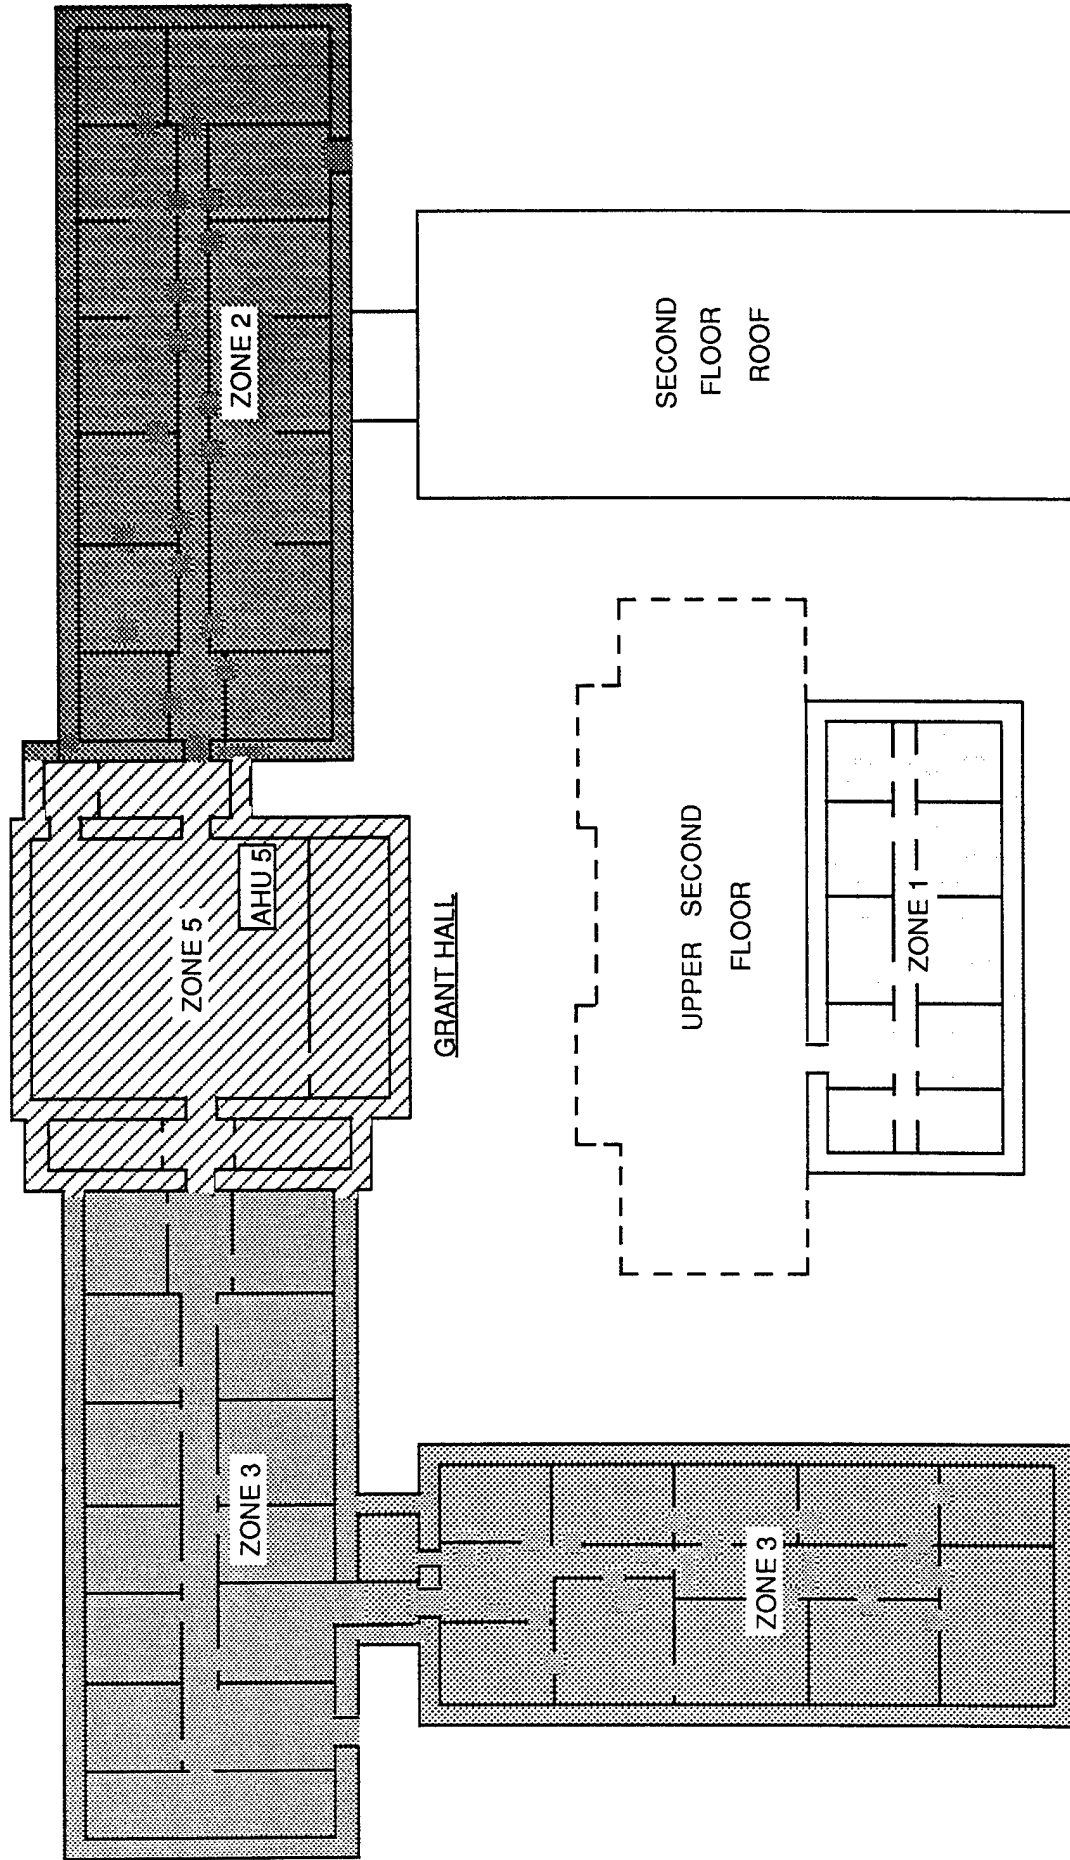 ZONE 3
ZONE 5
AHU 5
ZONE 2
GRANT HALL
ZONE 3
UPPER SECOND
FLOOR
ZONE 1
SECOND
FLOOR
ROOF